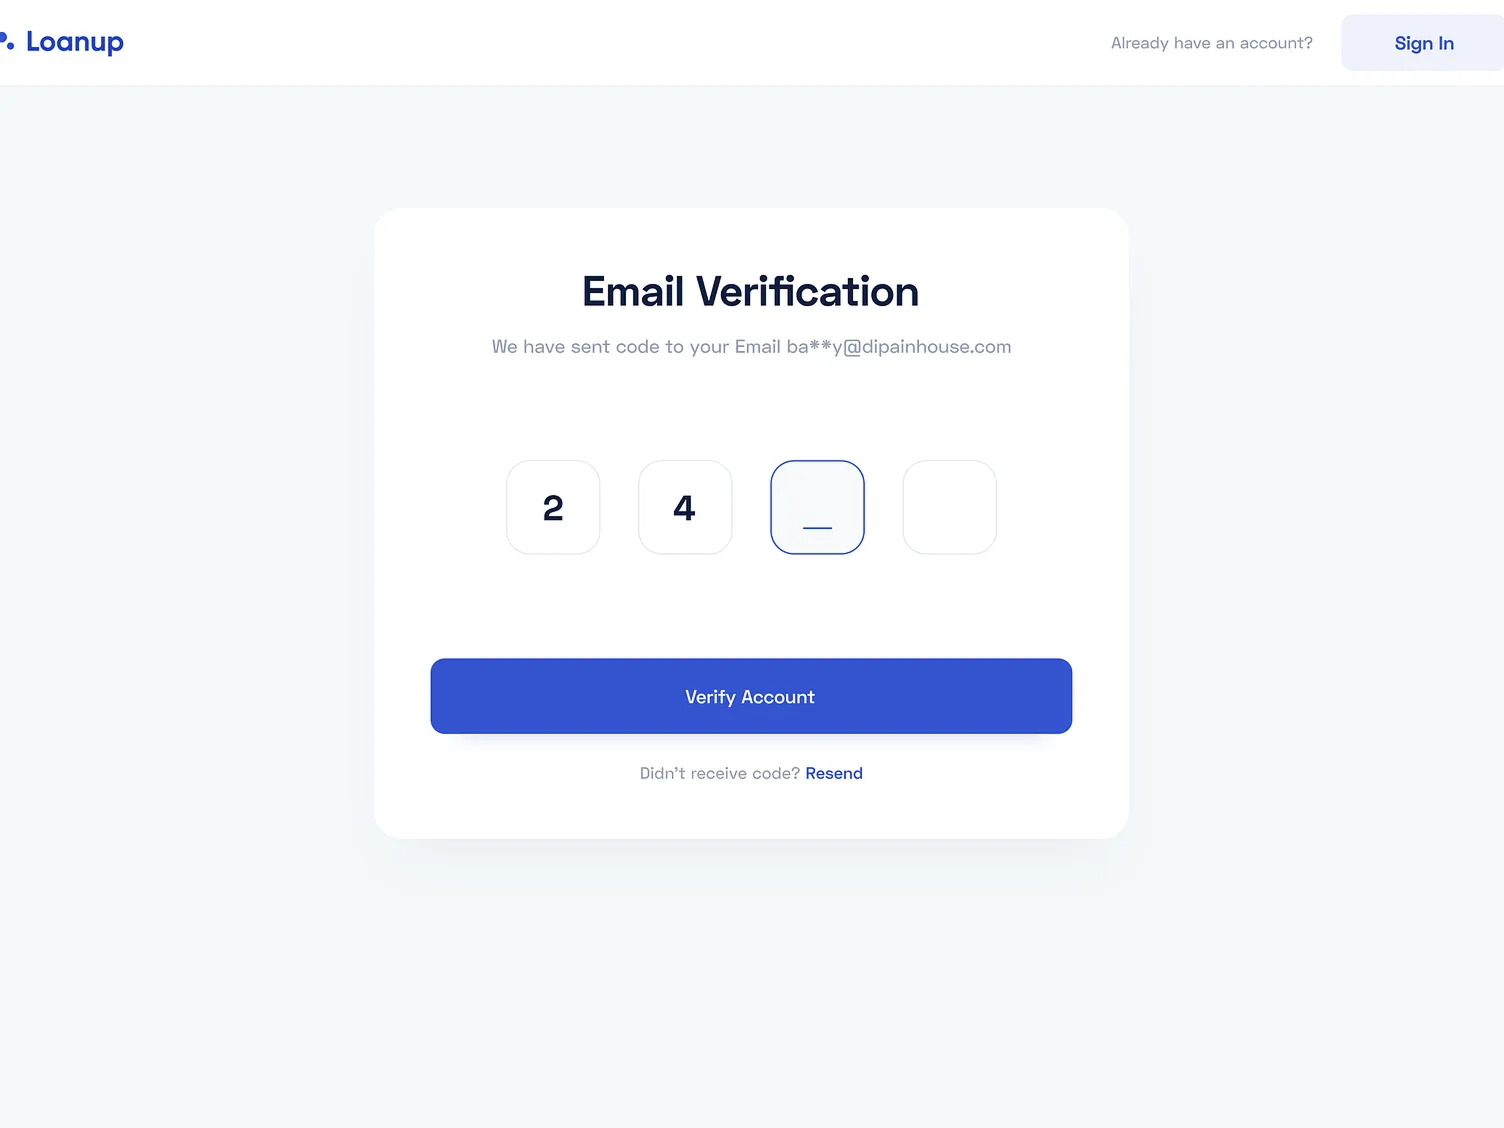 Loanup
Already have an account?
Sign In
Email Verification
We have sent code to your Email ba**y@dipainhouse.com
2 4 _
Verify Account
Didn't receive code? Resend